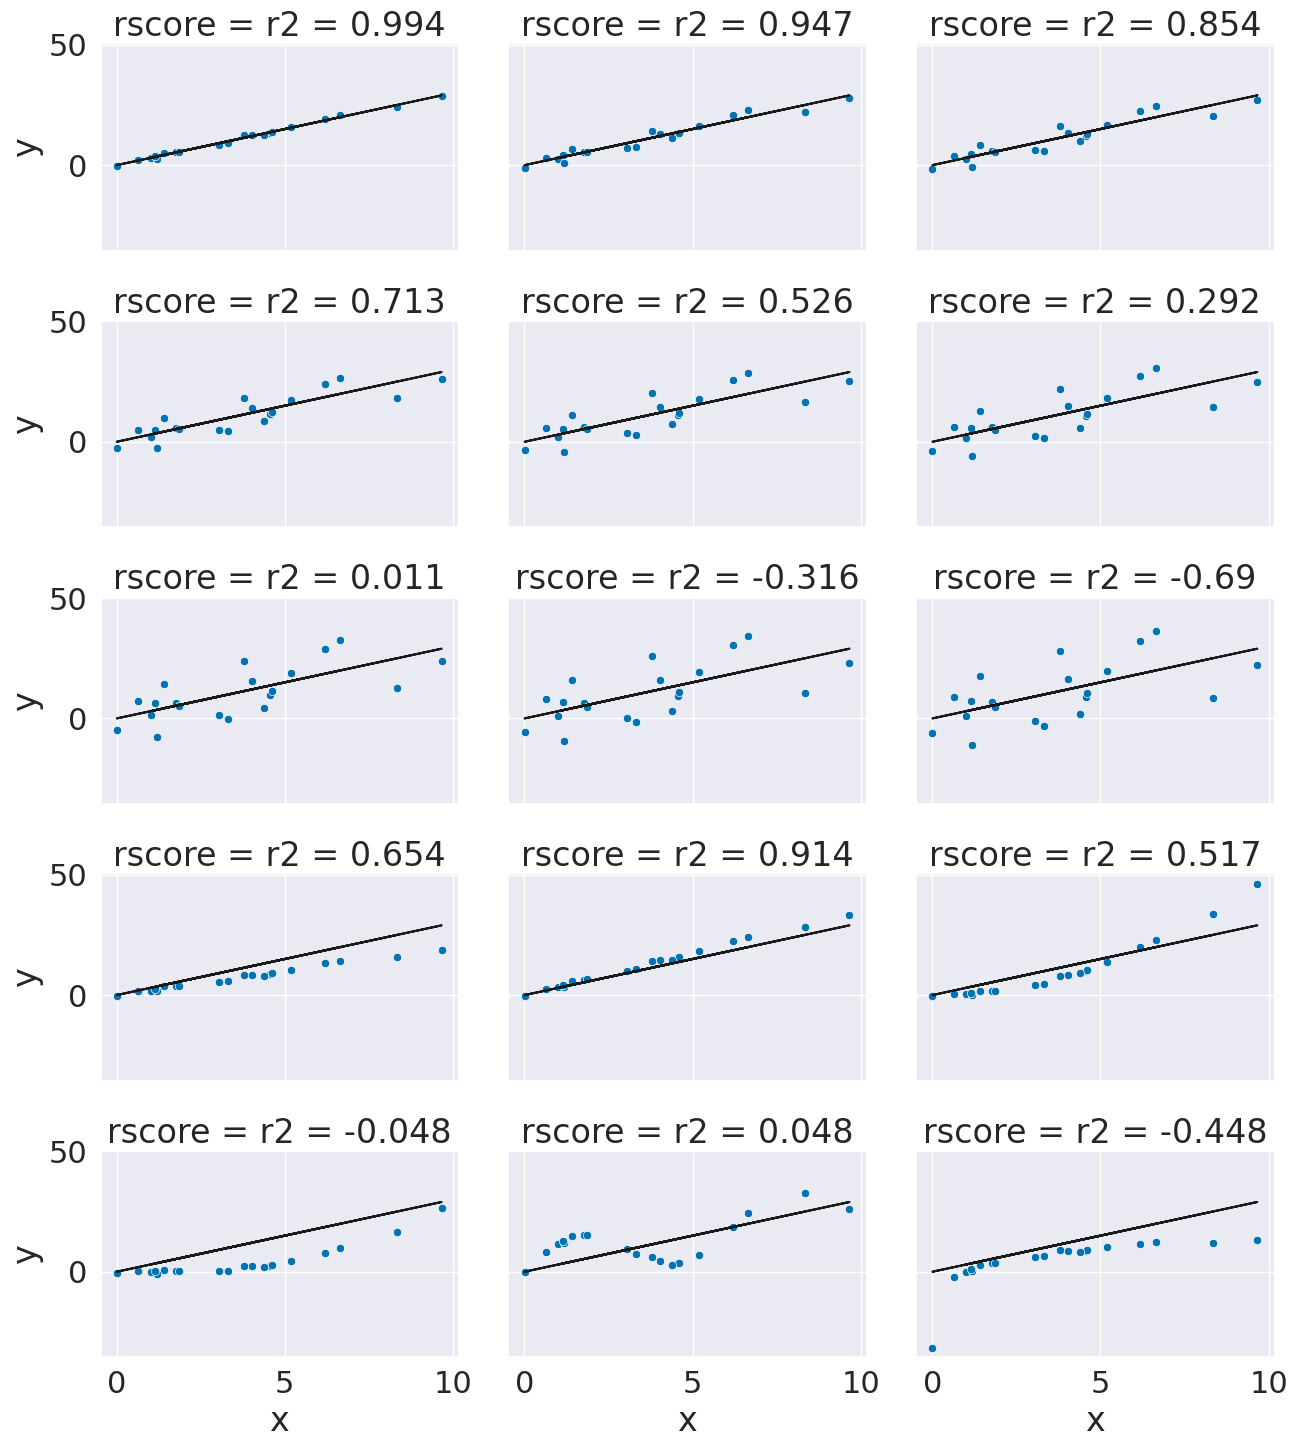 rscore = r2 = 0.994
rscore = r2 = 0.947
rscore = r2 = 0.854
50
0
y
rscore = r2 = 0.713
rscore = r2 = 0.526
rscore = r2 = 0.292
50
0
y
rscore = r2 = 0.011
rscore = r2 = -0.316
rscore = r2 = -0.69
50
0
y
rscore = r2 = 0.654
rscore = r2 = 0.914
rscore = r2 = 0.517
50
0
y
rscore = r2 = -0.048
rscore = r2 = 0.048
rscore = r2 = -0.448
50
0
y
0 5 10
0 5 10
0 5 10
x
x
x